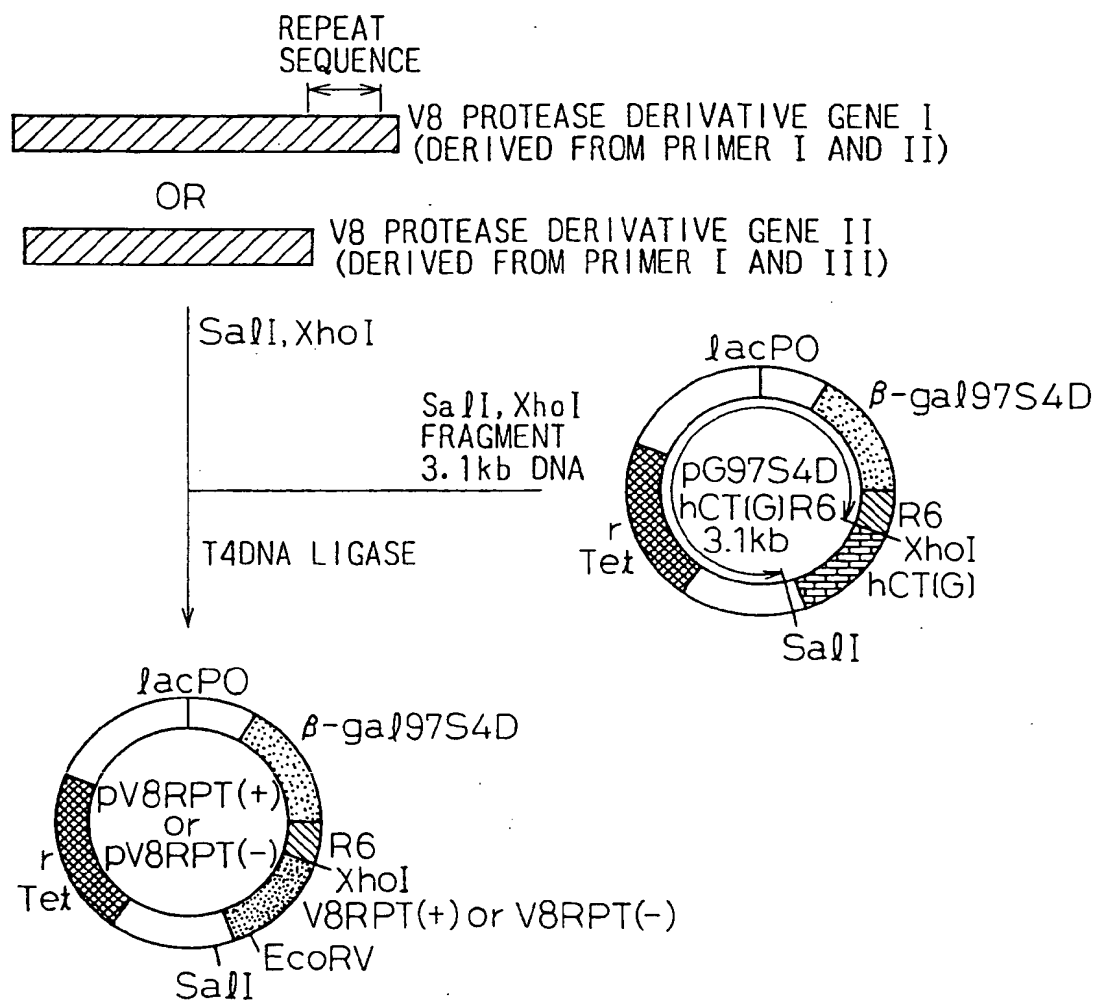 REPEAT
SEQUENCE
V8 PROTEASE DERIVATIVE GENE I
(DERIVED FROM PRIMER I AND II)
OR
V8 PROTEASE DERIVATIVE GENE II
(DERIVED FROM PRIMER I AND III)
SalI, XhoI
SalI, XhoI
FRAGMENT
3.1kb DNA
T4DNA LIGASE
lacPO
β-gal97S4D
pG97S4D
hCT(G)R6
3.1kb
R6
XhoI
hCT(G)
SalI
r
Tet
lacPO
β-gal97S4D
pV8RPT(+)
or
pV8RPT(-)
R6
XhoI
V8RPT(+) or V8RPT(-)
EcoRV
SalI
r
Tet